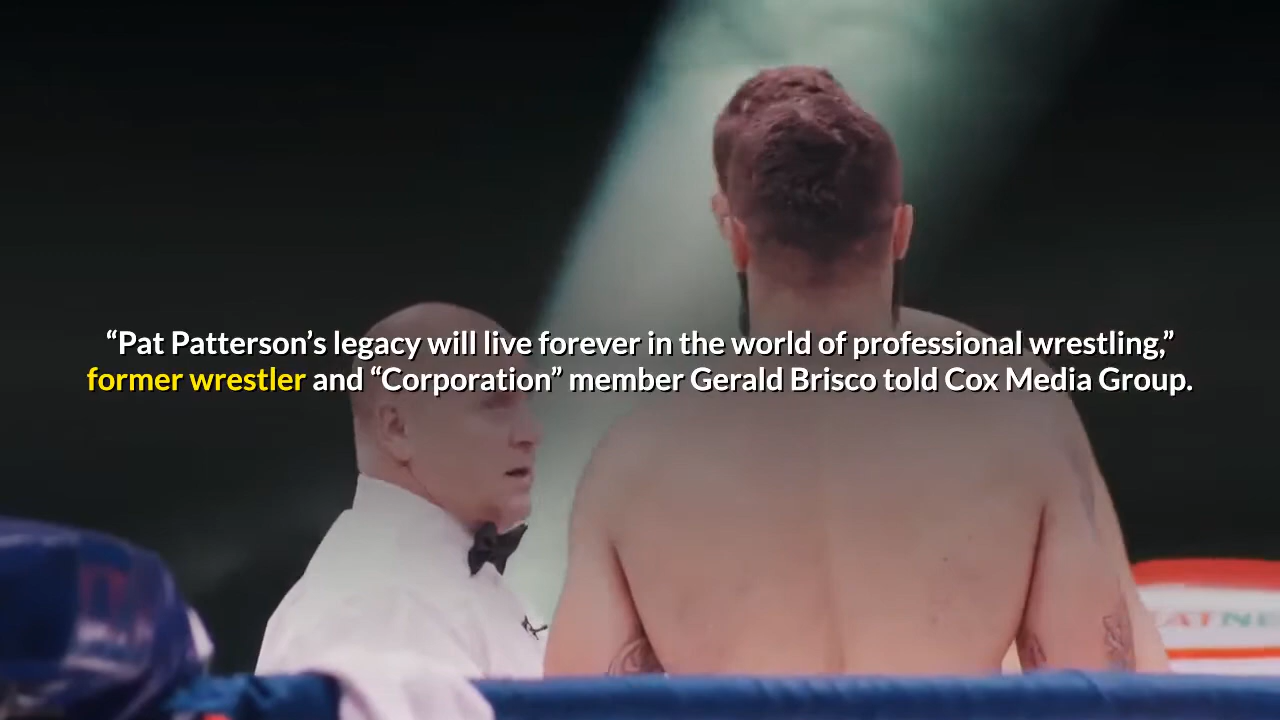 “Pat Patterson’s legacy will live forever in the world of professional wrestling,”
former wrestler and “Corporation” member Gerald Brisco told Cox Media Group.